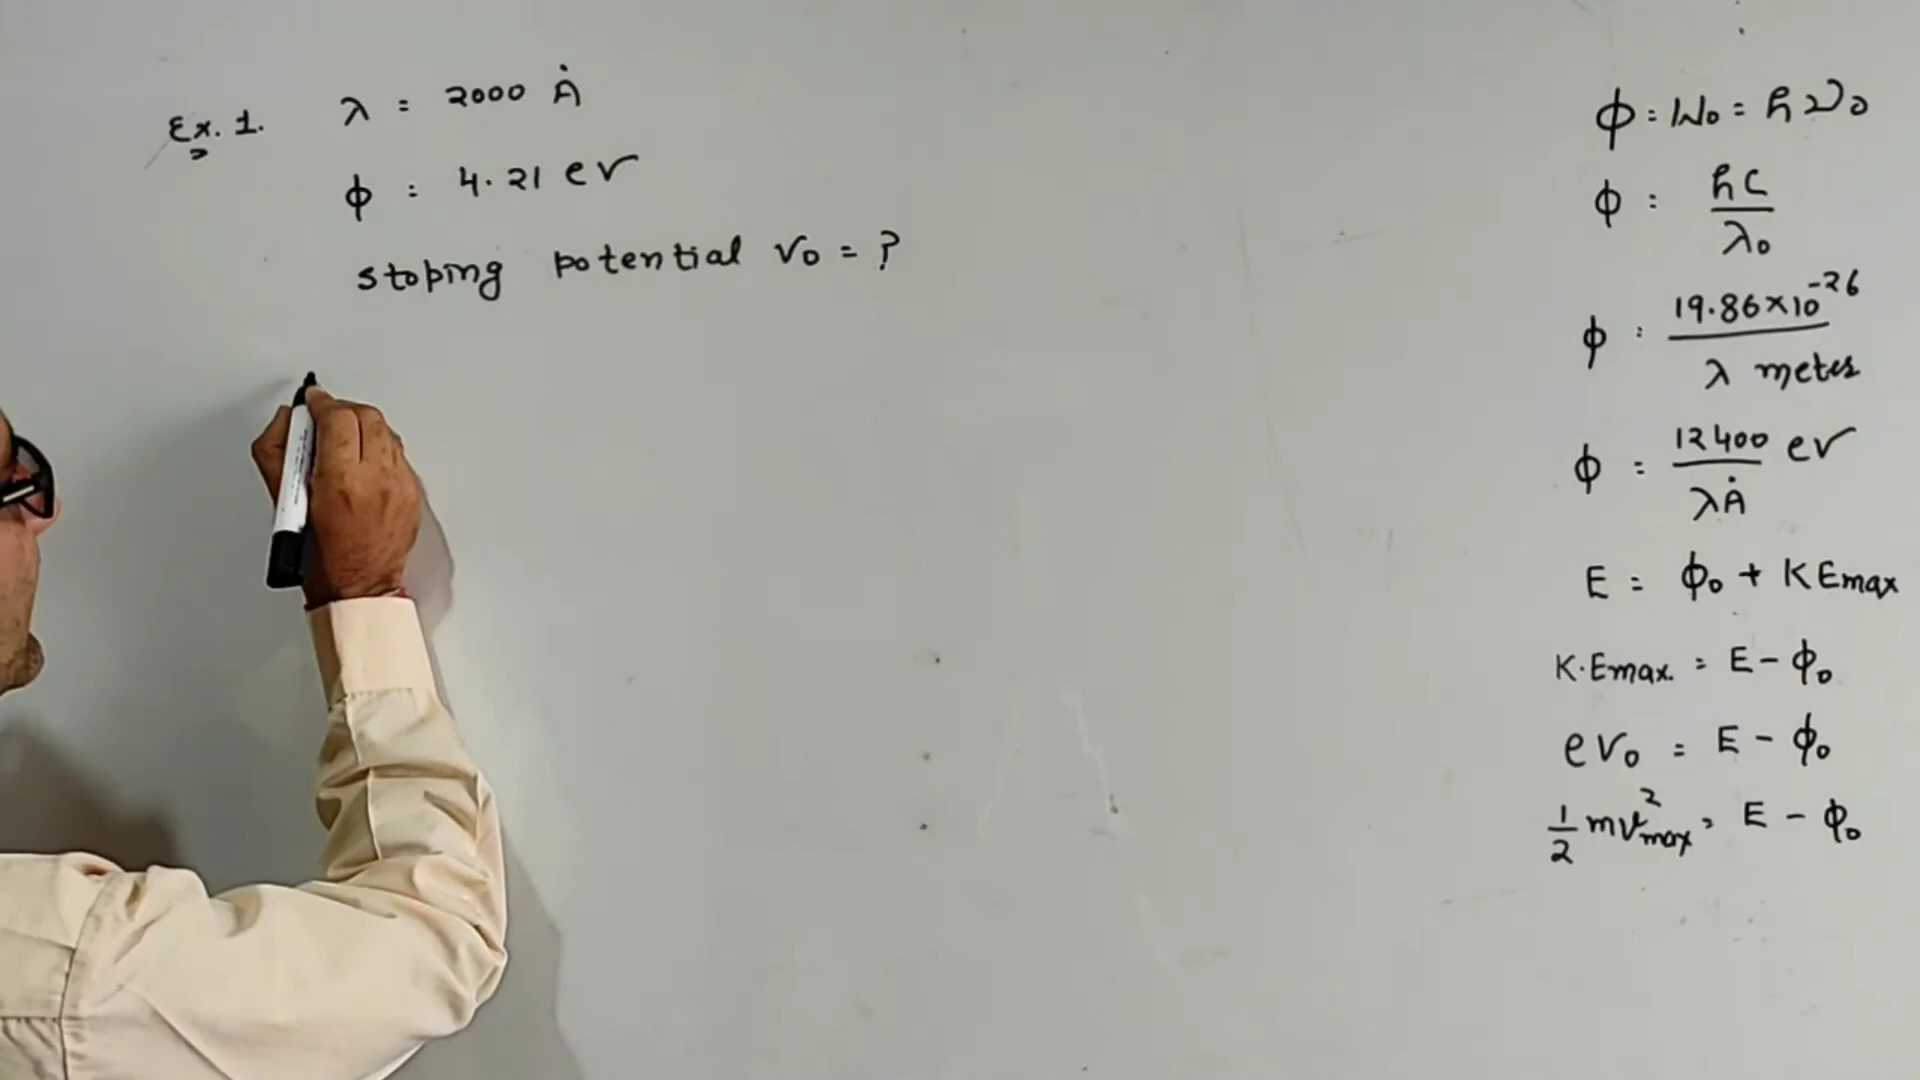 Ex. 1. λ = 2000 Å
ϕ = 4.21 ev
stoping potential V₀ = ?
ϕ = W₀ = hν₀
ϕ = hc/λ₀
ϕ = 19.86×10⁻²⁶/λ meter
ϕ = 12400/λÅ ev
E = ϕ₀ + KEmax
K.Emax. = E - ϕ₀
eV₀ = E - ϕ₀
1/2 mv²max = E - ϕ₀